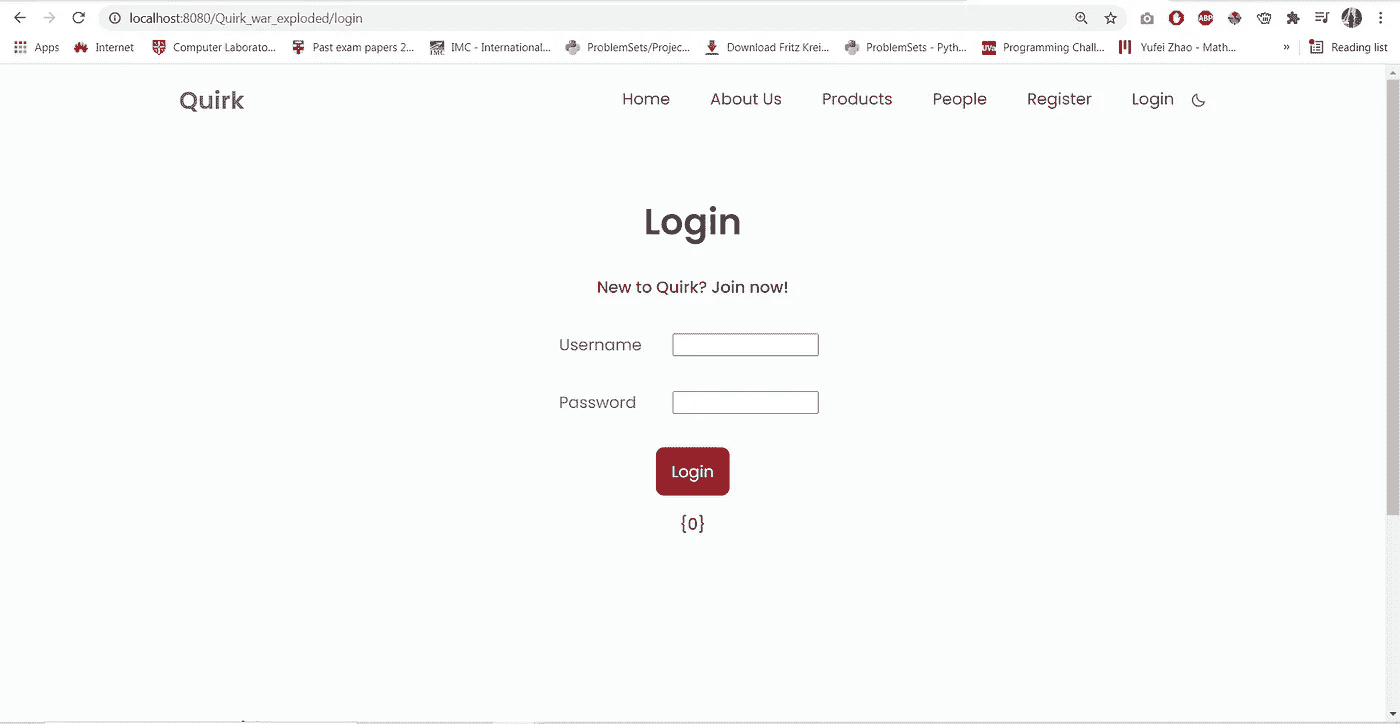 localhost:8080/Quirk_war_exploded/login
Apps Internet Computer Laborato... Past exam papers 2... IMC - International... ProblemSets/Projec... Download Fritz Krei... ProblemSets - Pyth... Programming Chall... Yufei Zhao - Math... » Reading list
Quirk Home About Us Products People Register Login
Login
New to Quirk? Join now!
Username
Password
Login
{0}